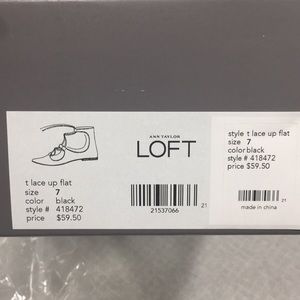 t lace up flat
size 7
color black
style # 418472
price $59.50
ANN TAYLOR
LOFT
21
21537066
style t lace up flat
size 7
color black
style # 418472
price $59.50
21
made in china